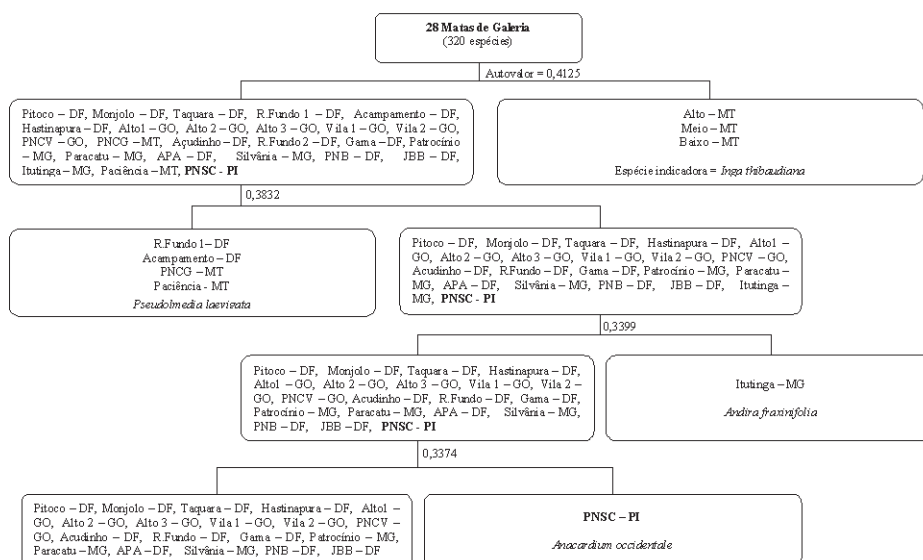 28 Matas de Galeria
(320 espécies)
Autovalor = 0,4125
Pitoco – DF, Monjolo – DF, Taquara – DF, R.Fundo 1 – DF, Acampamento – DF,
Hastinapura – DF, Alto1 – GO, Alto 2 – GO, Alto 3 – GO, Vila 1 – GO, Vila 2 – GO,
PNCV – GO, PNCG – MT, Açudinho – DF, R.Fundo2 – DF, Gama – DF, Patrocínio
– MG, Paracatu – MG, APA – DF, Silvânia – MG, PNB – DF, JBB – DF,
Itutinga – MG, Paciência – MT, PNSC - PI
Alto – MT
Meio – MT
Baixo – MT
Espécie indicadora = Inga thibaudiana
0,3832
R.Fundo 1 – DF
Acampamento – DF
PNCG – MT
Paciência - MT
Pseudolmedia laevivata
Pitoco – DF, Monjolo – DF, Taquara – DF, Hastinapura – DF, Alto1 –
GO, Alto 2 – GO, Alto 3 – GO, Vila 1 – GO, Vila 2 – GO, PNCV – GO,
Acudinho – DF, R.Fundo – DF, Gama – DF, Patrocínio – MG, Paracatu –
MG, APA – DF, Silvânia – MG, PNB – DF, JBB – DF, Itutinga –
MG, PNSC - PI
0,3399
Pitoco – DF, Monjolo – DF, Taquara – DF, Hastinapura – DF,
Alto1 – GO, Alto 2 – GO, Alto 3 – GO, Vila 1 – GO, Vila 2 –
GO, PNCV – GO, Acudinho – DF, R.Fundo – DF, Gama – DF,
Patrocínio – MG, Paracatu – MG, APA – DF, Silvânia – MG,
PNB – DF, JBB – DF, PNSC - PI
Itutinga – MG
Andira fraxinifolia
0,3374
Pitoco – DF, Monjolo – DF, Taquara – DF, Hastinapura – DF, Alto1 –
GO, Alto 2 – GO, Alto 3 – GO, Vila 1 – GO, Vila 2 – GO, PNCV –
GO, Acudinho – DF, R.Fundo – DF, Gama – DF, Patrocínio – MG,
Paracatu – MG, APA – DF, Silvânia – MG, PNB – DF, JBB – DF
PNSC – PI
Anacardium occidentale